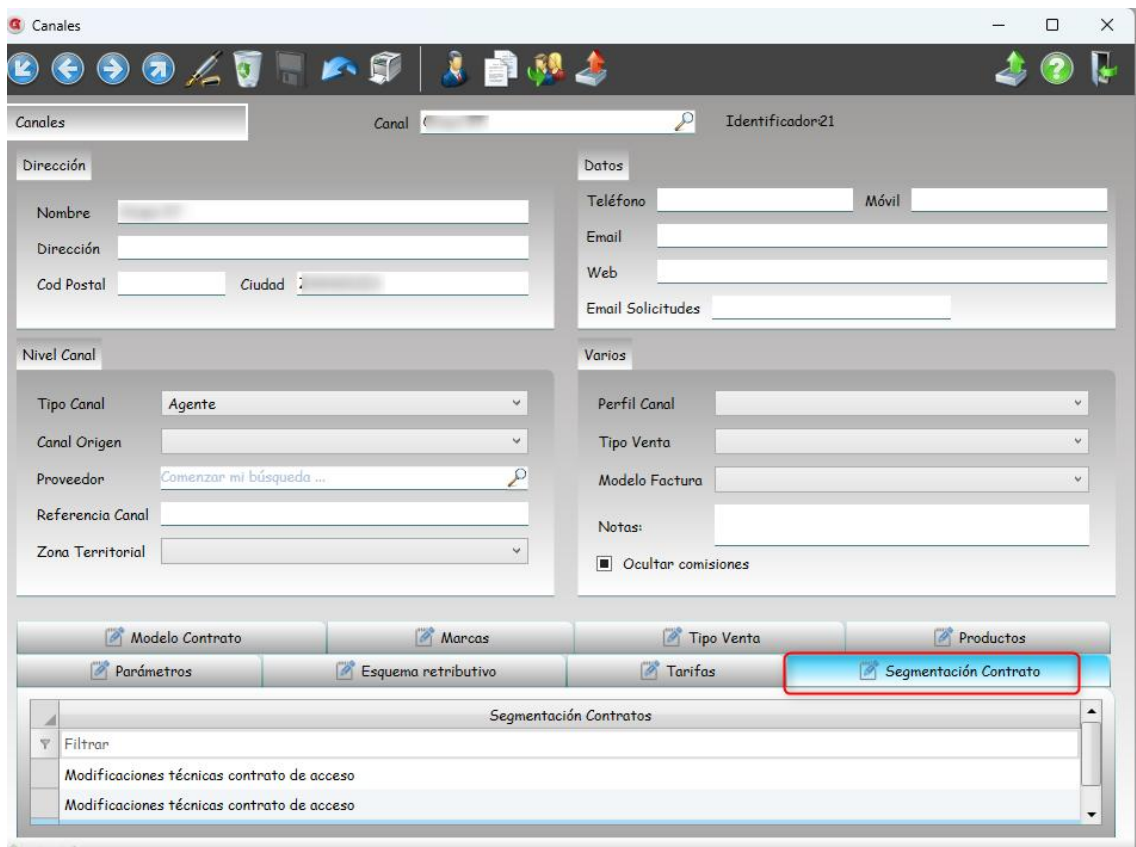 Canales
Canales
Canal
Identificador:21
Dirección
Nombre
Dirección
Cod Postal
Ciudad
Datos
Teléfono
Móvil
Email
Web
Email Solicitudes
Nivel Canal
Tipo Canal Agente
Canal Origen
Proveedor Comenzar mi búsqueda ...
Referencia Canal
Zona Territorial
Varios
Perfil Canal
Tipo Venta
Modelo Factura
Notas:
Ocultar comisiones
Modelo Contrato Marcas Tipo Venta Productos
Parámetros Esquema retributivo Tarifas Segmentación Contrato
Segmentación Contratos
Filtrar
Modificaciones técnicas contrato de acceso
Modificaciones técnicas contrato de acceso